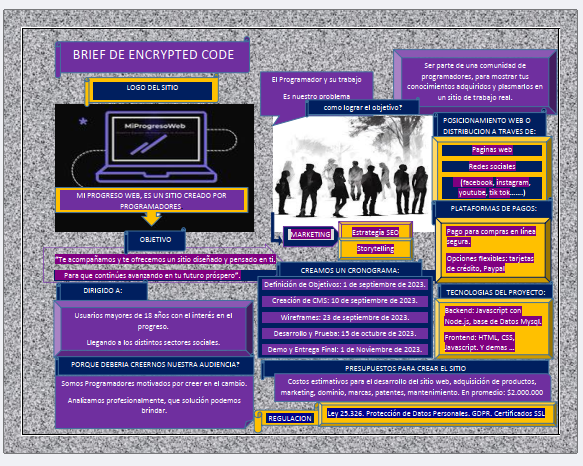 BRIEF DE ENCRYPTED CODE
LOGO DEL SITIO
MiProgresoWeb
MI PROGRESO WEB, ES UN SITIO CREADO POR
PROGRAMADORES
OBJETIVO
"Te acompañamos y te ofrecemos un sitio diseñado y pensado en ti.
Para que continúes avanzando en tu futuro próspero".
DIRIGIDO A:
Usuarios mayores de 18 años con el interés en el
progreso.
Llegando a los distintos sectores sociales.
PORQUE DEBERIA CREERNOS NUESTRA AUDIENCIA?
Somos Programadores motivados por creer en el cambio.
Analizamos profesionalmente, que solución podemos
brindar.
El Programador y su trabajo
Es nuestro problema
como lograr el objetivo?
MARKETING
Estrategia SEO
Storytelling
CREAMOS UN CRONOGRAMA:
Definición de Objetivos: 1 de septiembre de 2023.
Creación de CMS: 10 de septiembre de 2023.
Wireframes: 23 de septiembre de 2023.
Desarrollo y Prueba: 15 de octubre de 2023.
Demo y Entrega Final: 1 de Noviembre de 2023.
Ser parte de una comunidad de
programadores, para mostrar tus
conocimientos adquiridos y plasmarlos en
un sitio de trabajo real.
POSICIONAMIENTO WEB O
DISTRIBUCION A TRAVES DE:
Paginas web
Redes sociales
(facebook, instagram,
youtube, tik tok......)
PLATAFORMAS DE PAGOS:
Pago para compras en línea
segura.
Opciones flexibles: tarjetas
de crédito, Paypal
TECNOLOGIAS DEL PROYECTO:
Backend: Javascript con
Node.js, base de Datos Mysql.
Frontend: HTML, CSS,
Javascript. Y demas ...
PRESUPUESTOS PARA CREAR EL SITIO
Costos estimativos para el desarrollo del sitio web, adquisición de productos,
marketing, dominio, marcas, patentes, mantenimiento. En promedio: $2.000.000
REGULACION
Ley 25.326. Protección de Datos Personales. GDPR. Certificados SSL